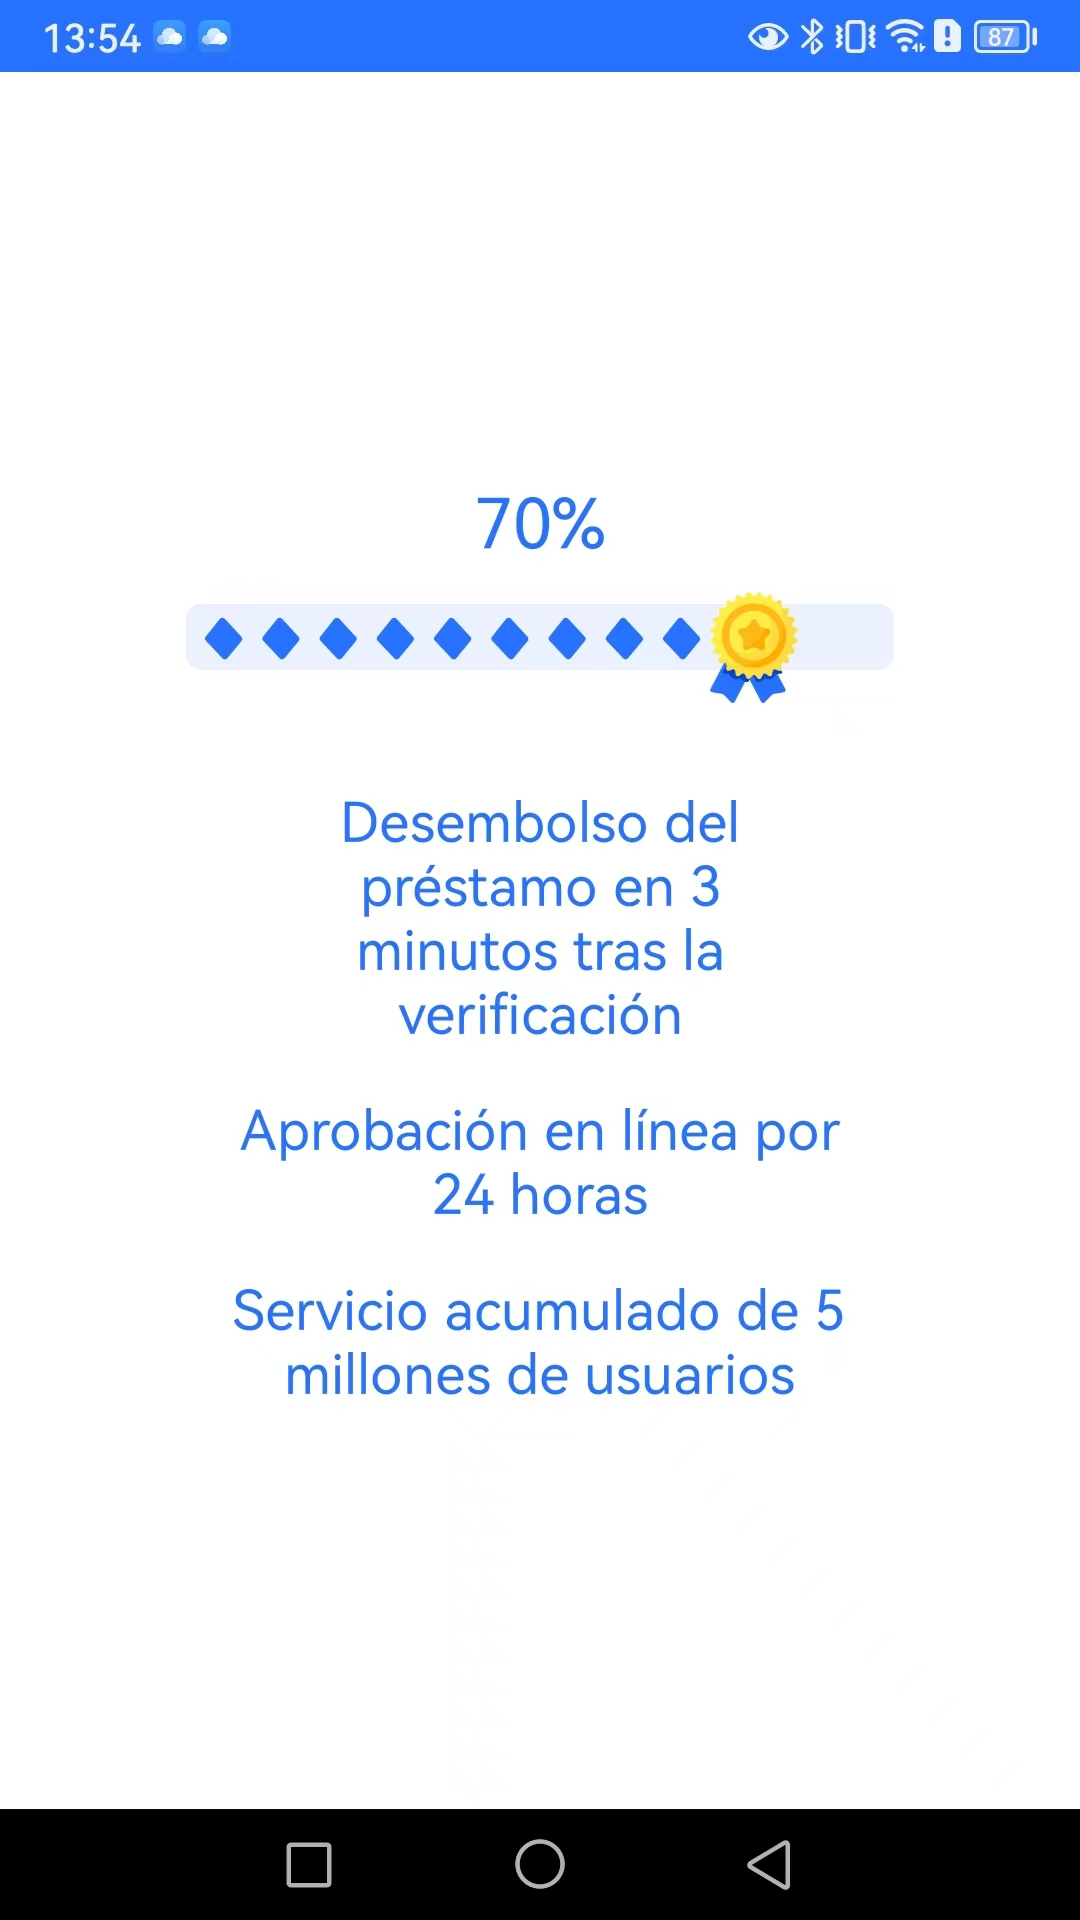 13:54
87
70%
Desembolso del
préstamo en 3
minutos tras la
verificación
Aprobación en línea por
24 horas
Servicio acumulado de 5
millones de usuarios